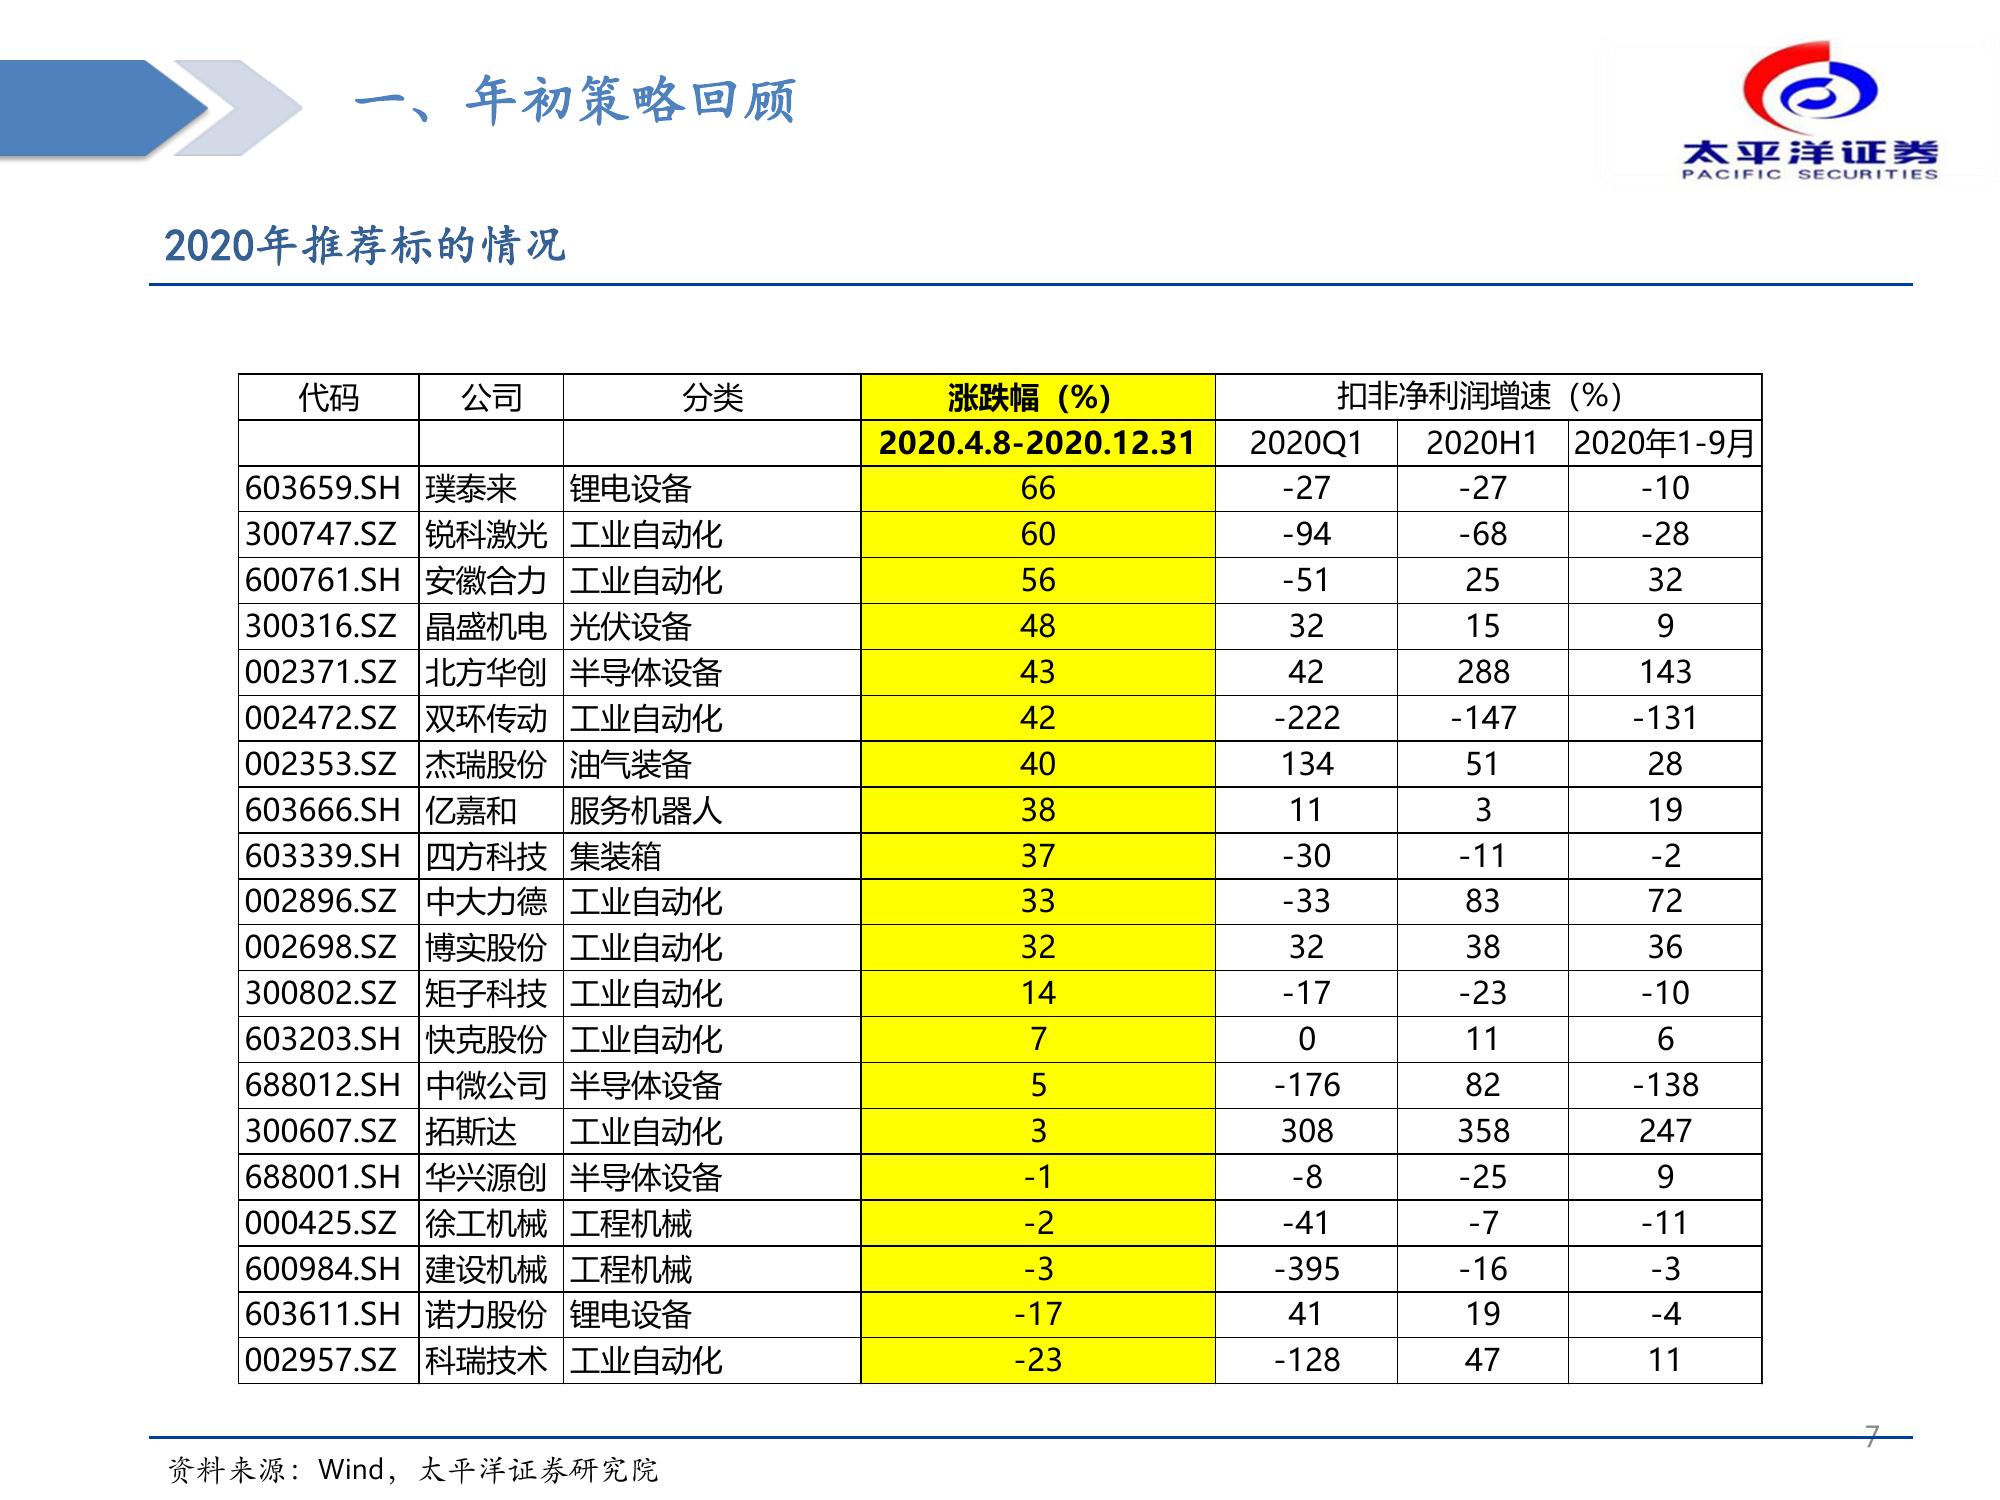 一、年初策略回顾
太平洋证券
PACIFIC SECURITIES
2020年推荐标的情况
代码 公司 分类 涨跌幅（%） 扣非净利润增速（%）
2020.4.8-2020.12.31 2020Q1 2020H1 2020年1-9月
603659.SH 璞泰来 锂电设备 66 -27 -27 -10
300747.SZ 锐科激光 工业自动化 60 -94 -68 -28
600761.SH 安徽合力 工业自动化 56 -51 25 32
300316.SZ 晶盛机电 光伏设备 48 32 15 9
002371.SZ 北方华创 半导体设备 43 42 288 143
002472.SZ 双环传动 工业自动化 42 -222 -147 -131
002353.SZ 杰瑞股份 油气装备 40 134 51 28
603666.SH 亿嘉和 服务机器人 38 11 3 19
603339.SH 四方科技 集装箱 37 -30 -11 -2
002896.SZ 中大力德 工业自动化 33 -33 83 72
002698.SZ 博实股份 工业自动化 32 32 38 36
300802.SZ 矩子科技 工业自动化 14 -17 -23 -10
603203.SH 快克股份 工业自动化 7 0 11 6
688012.SH 中微公司 半导体设备 5 -176 82 -138
300607.SZ 拓斯达 工业自动化 3 308 358 247
688001.SH 华兴源创 半导体设备 -1 -8 -25 9
000425.SZ 徐工机械 工程机械 -2 -41 -7 -11
600984.SH 建设机械 工程机械 -3 -395 -16 -3
603611.SH 诺力股份 锂电设备 -17 41 19 -4
002957.SZ 科瑞技术 工业自动化 -23 -128 47 11
7
资料来源：Wind，太平洋证券研究院